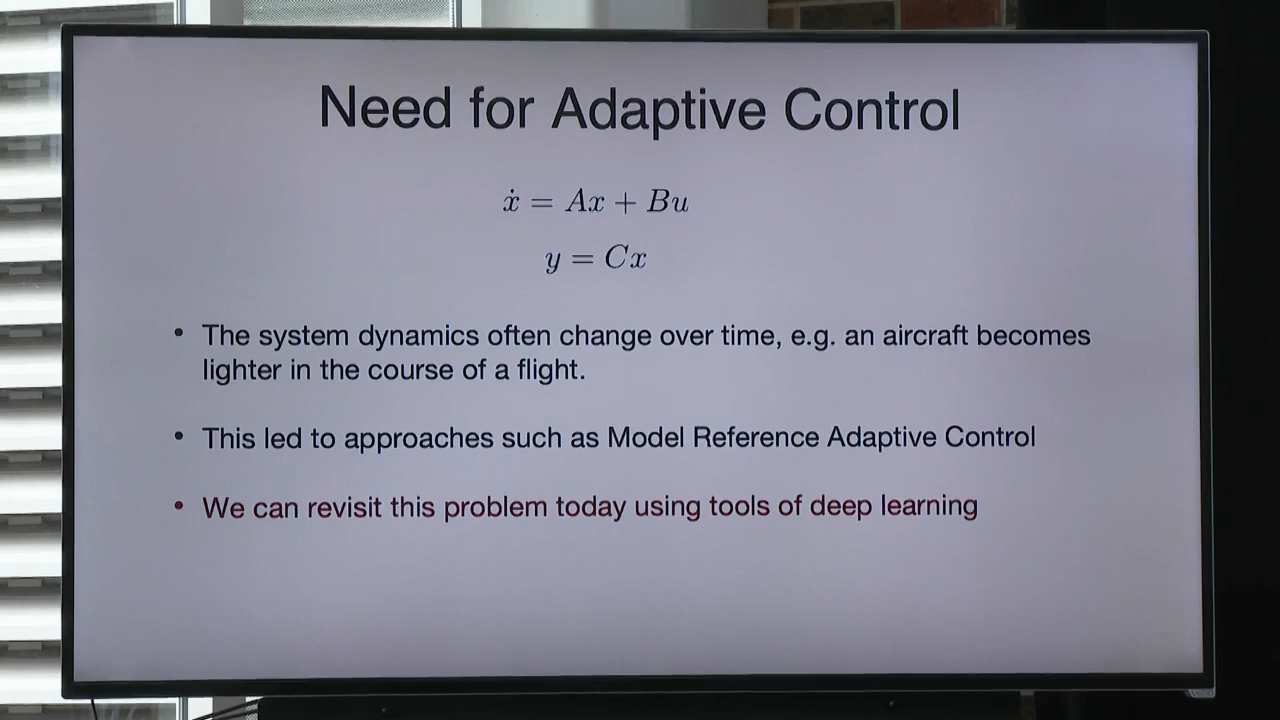 Need for Adaptive Control
ẋ = Ax + Bu
y = Cx
• The system dynamics often change over time, e.g. an aircraft becomes
lighter in the course of a flight.
• This led to approaches such as Model Reference Adaptive Control
• We can revisit this problem today using tools of deep learning